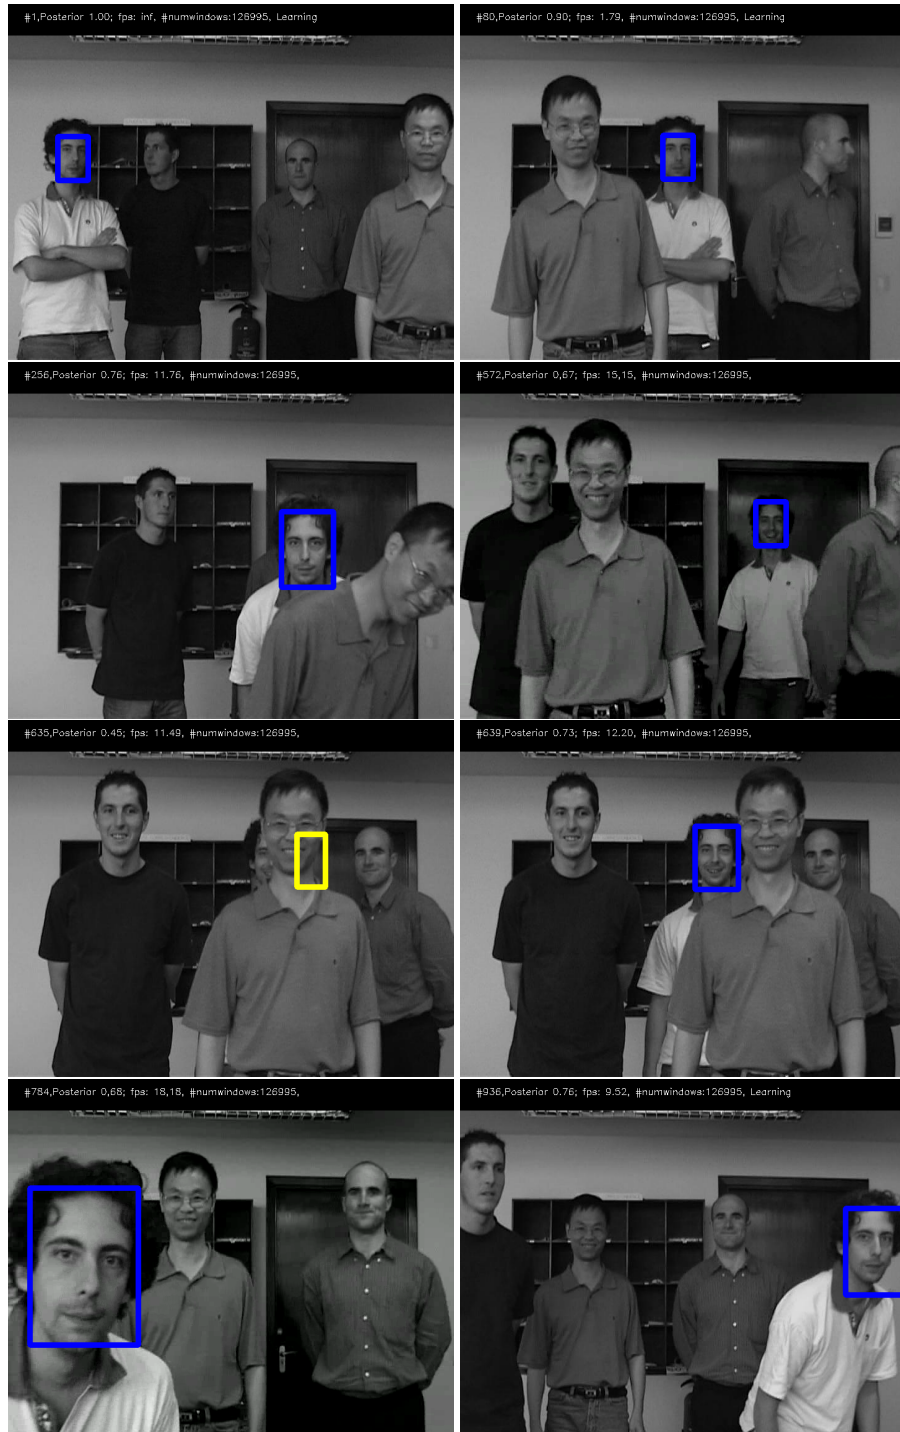 #1,Posterior 1.00; fps: inf, #numwindows:126995, Learning
#80,Posterior 0.90; fps: 1.79, #numwindows:126995, Learning
#256,Posterior 0.76; fps: 11.76, #numwindows:126995,
#572,Posterior 0,67; fps: 15,15, #numwindows:126995,
#635,Posterior 0.45; fps: 11.49, #numwindows:126995,
#639,Posterior 0.73; fps: 12.20, #numwindows:126995,
#784,Posterior 0,68; fps: 18,18, #numwindows:126995,
#936,Posterior 0.76; fps: 9.52, #numwindows:126995, Learning